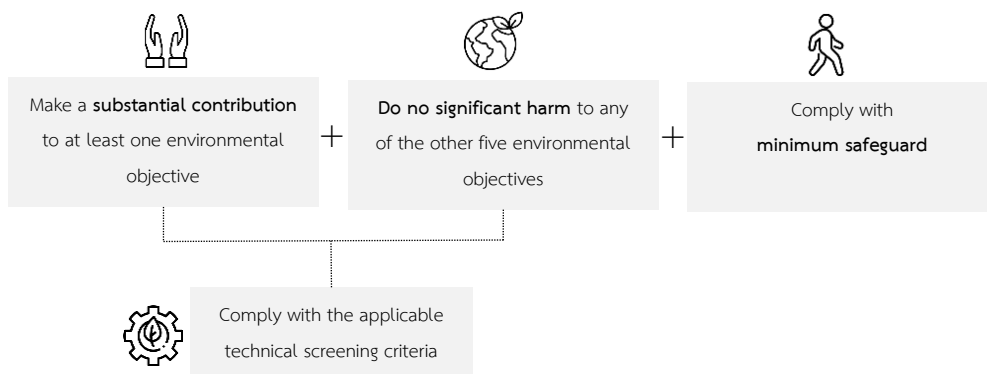 Make a substantial contribution
to at least one environmental
objective
+
Do no significant harm to any
of the other five environmental
objectives
+
Comply with
minimum safeguard
Comply with the applicable
technical screening criteria